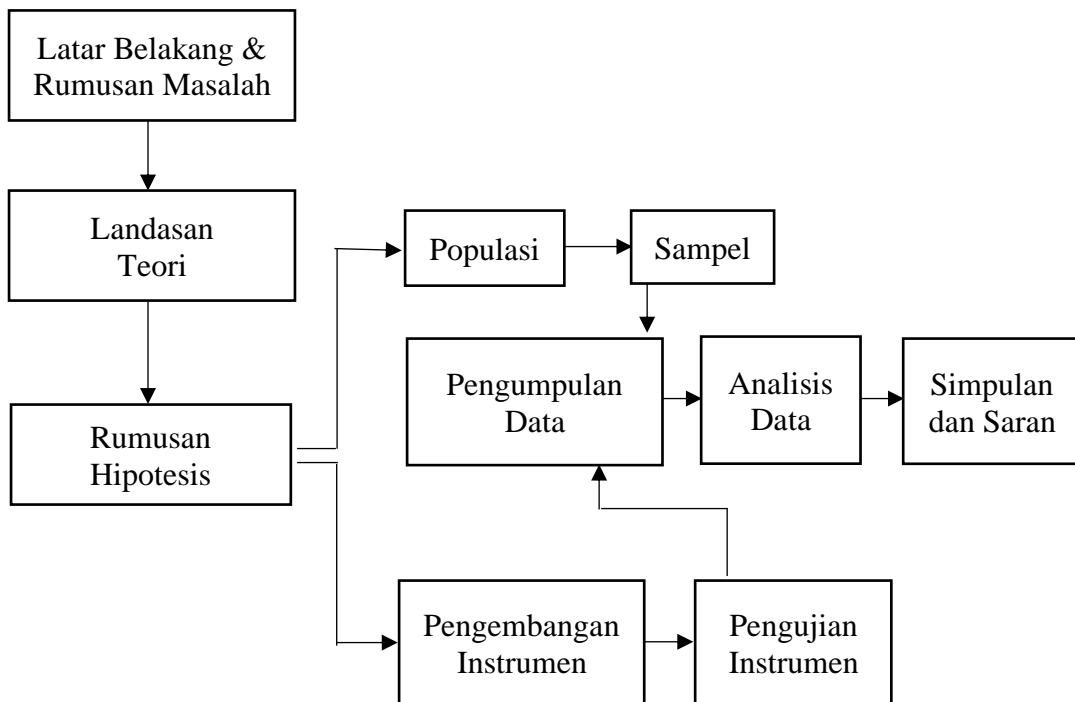 Latar Belakang &
Rumusan Masalah
Landasan
Teori
Rumusan
Hipotesis
Populasi
Sampel
Pengumpulan
Data
Analisis
Data
Simpulan
dan Saran
Pengembangan
Instrumen
Pengujian
Instrumen